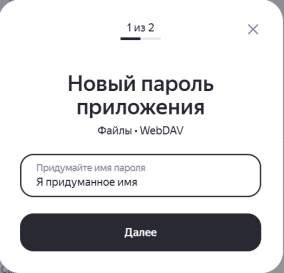 1 из 2
Новый пароль
приложения
Файлы • WebDAV
Придумайте имя пароля
Я придуманное имя
Далее